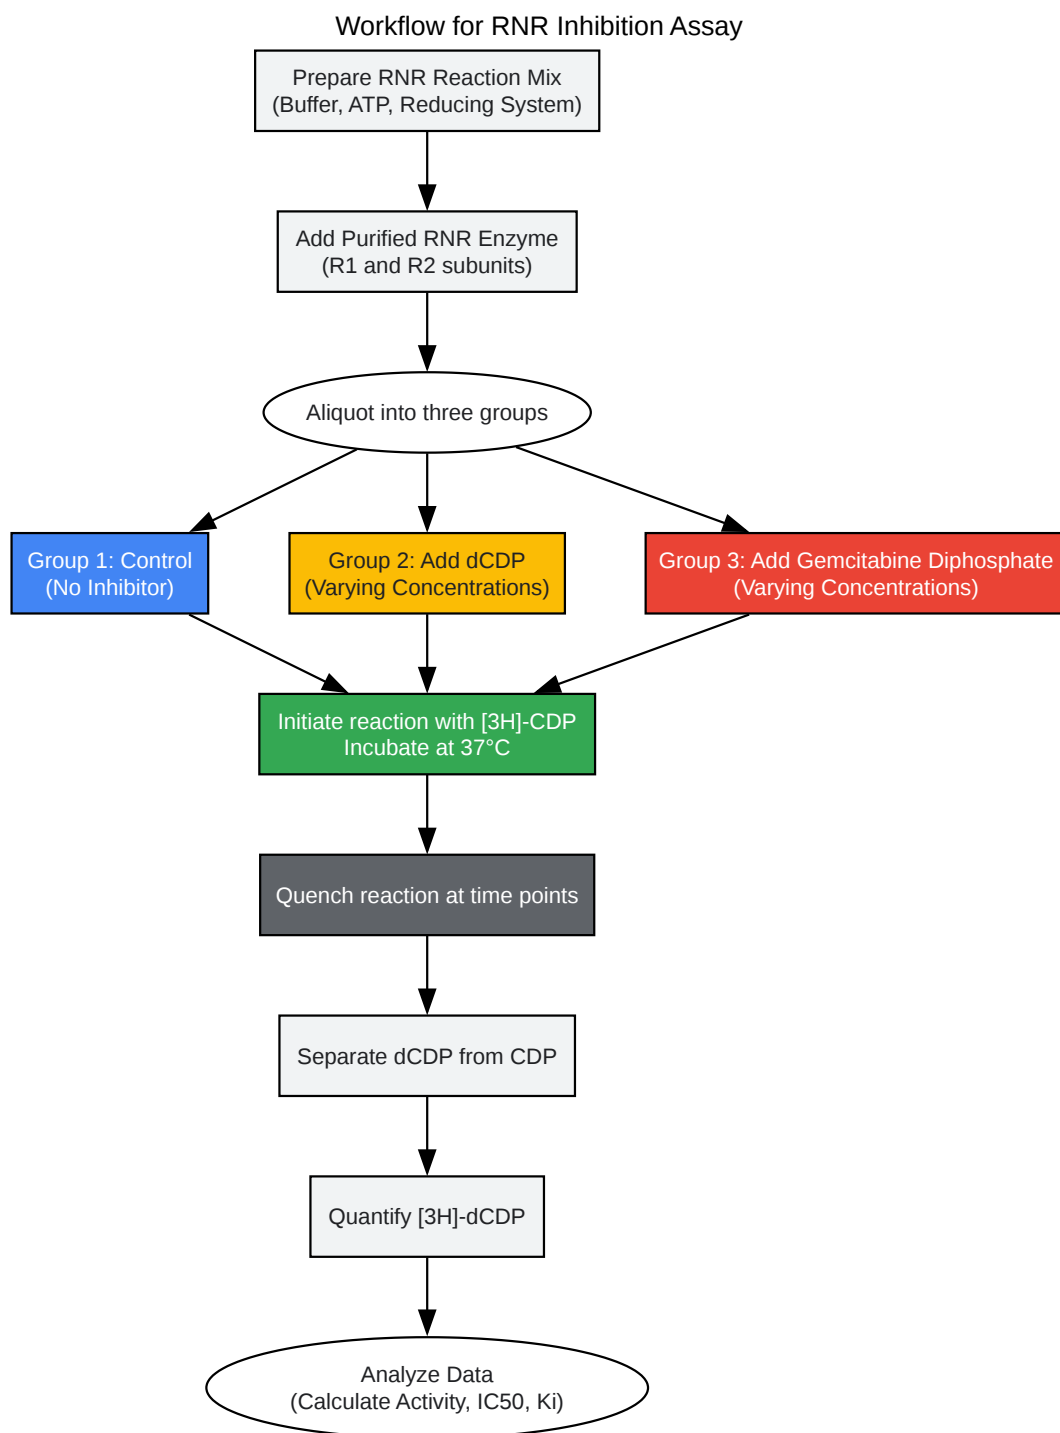 Workflow for RNR Inhibition Assay
Prepare RNR Reaction Mix
(Buffer, ATP, Reducing System)
Add Purified RNR Enzyme
(R1 and R2 subunits)
Aliquot into three groups
Group 1: Control
(No Inhibitor)
Group 2: Add dCDP
(Varying Concentrations)
Group 3: Add Gemcitabine Diphosphate
(Varying Concentrations)
Initiate reaction with [3H]-CDP
Incubate at 37°C
Quench reaction at time points
Separate dCDP from CDP
Quantify [3H]-dCDP
Analyze Data
(Calculate Activity, IC50, Ki)